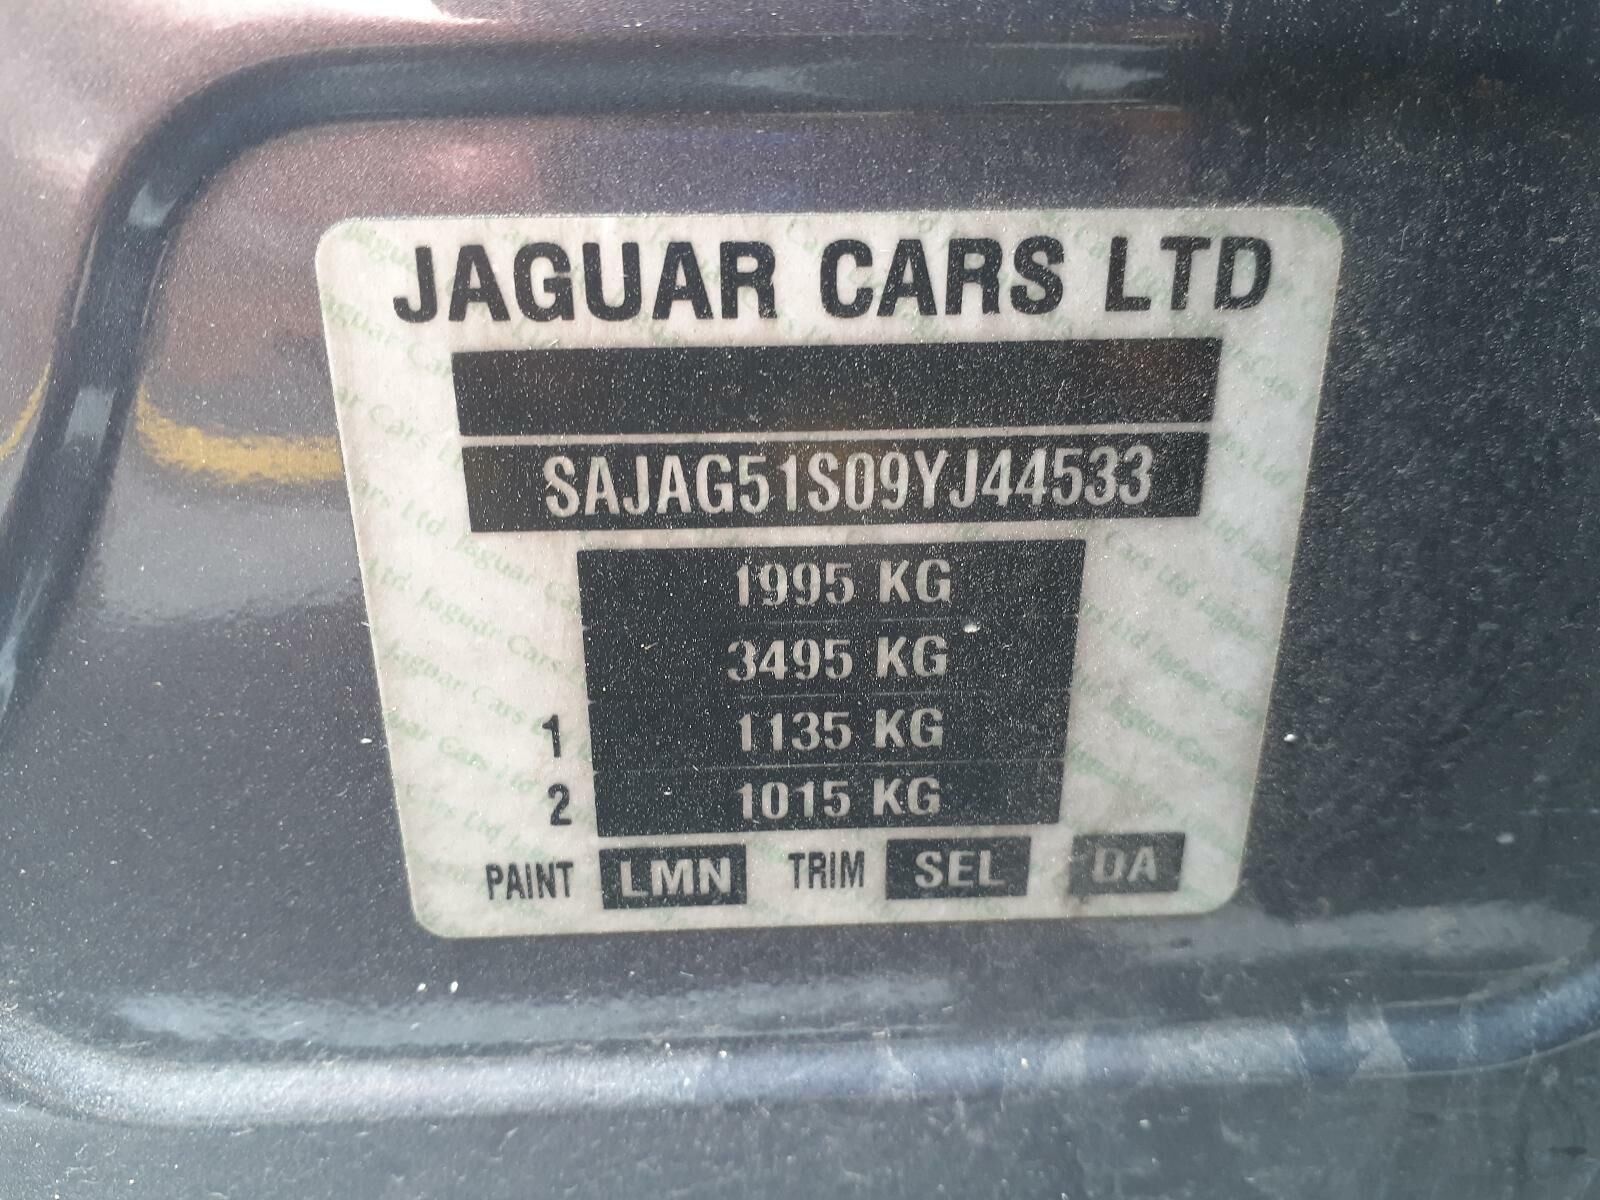 JAGUAR CARS LTD
SAJAG51S09YJ44533
1995 KG
3495 KG
1 1135 KG
2 1015 KG
PAINT LMN TRIM SEL DA